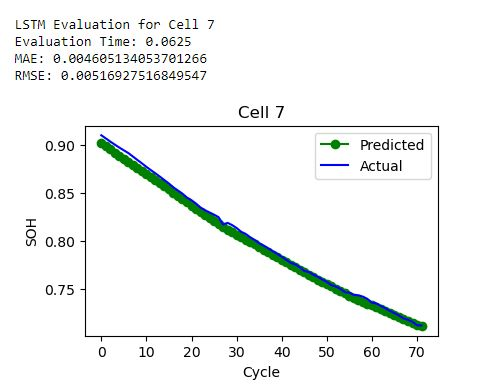 LSTM Evaluation for Cell 7
Evaluation Time: 0.0625
MAE: 0.004605134053701266
RMSE: 0.00516927516849547
Cell 7
Predicted
Actual
0.90
0.85
0.80
0.75
SOH
0 10 20 30 40 50 60 70
Cycle